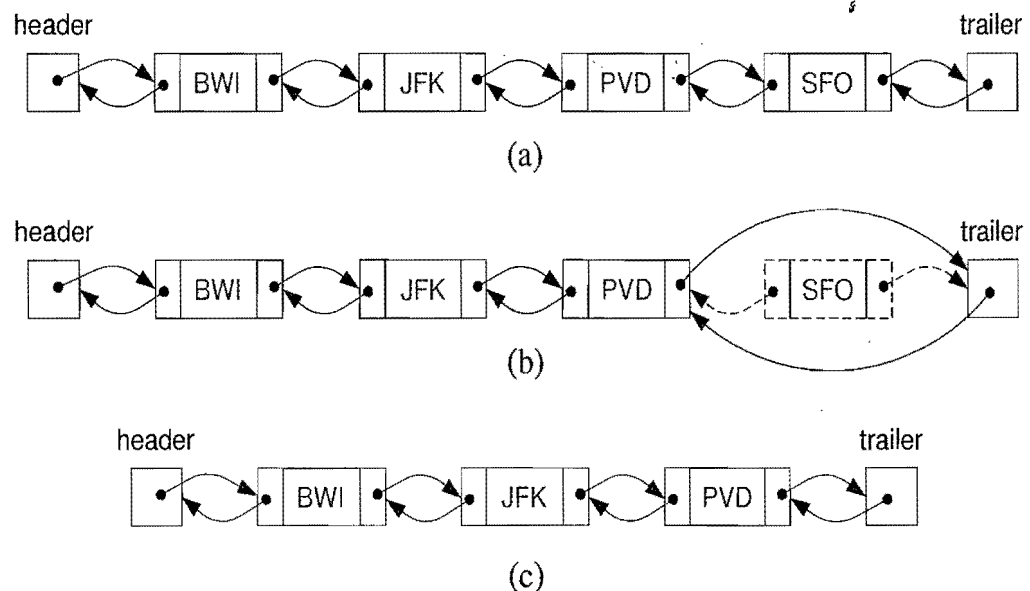 header trailer
BWI JFK PVD SFO
(a)
header trailer
BWI JFK PVD SFO
(b)
header trailer
BWI JFK PVD
(c)